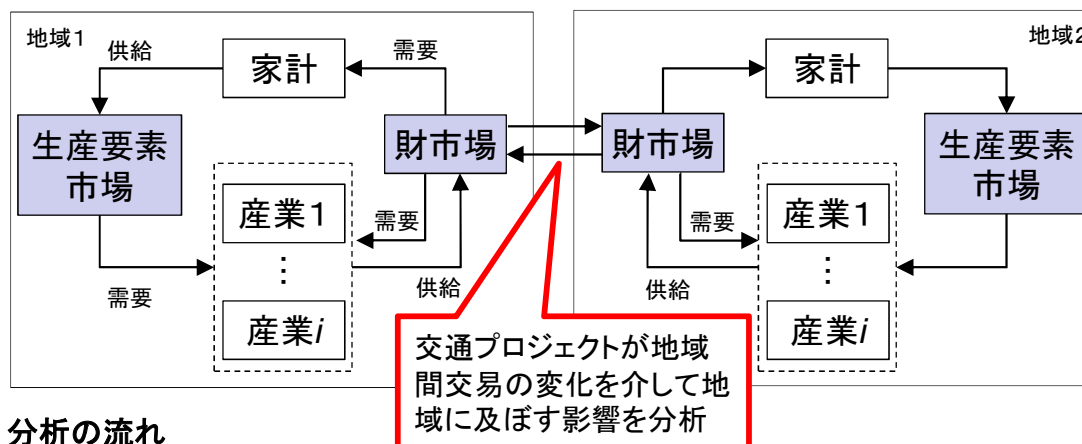 地域1
供給
家計
需要
生産要素
市場
財市場
産業1
⋮
産業i
需要
需要
供給
地域2
家計
財市場
生産要素
市場
需要
産業1
⋮
産業i
供給
交通プロジェクトが地域
間交易の変化を介して地
域に及ぼす影響を分析
分析の流れ